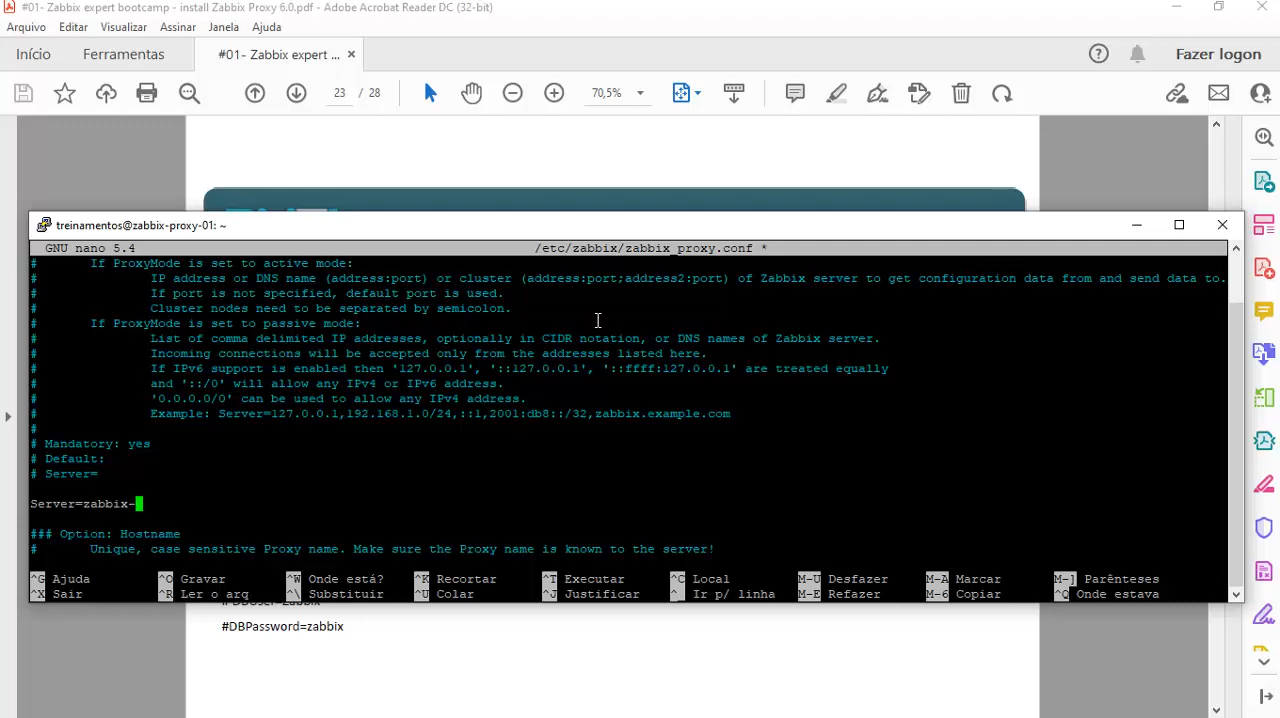 #01- Zabbix expert bootcamp - install Zabbix Proxy 6.0.pdf - Adobe Acrobat Reader DC (32-bit)
Arquivo Editar Visualizar Assinar Janela Ajuda
Início Ferramentas #01- Zabbix expert ... × Fazer logon
23 / 28 70,5%
treinamentos@zabbix-proxy-01: ~
GNU nano 5.4 /etc/zabbix/zabbix_proxy.conf *
# If ProxyMode is set to active mode:
# IP address or DNS name (address:port) or cluster (address:port;address2:port) of Zabbix server to get configuration data from and send data to.
# If port is not specified, default port is used.
# Cluster nodes need to be separated by semicolon.
# If ProxyMode is set to passive mode:
# List of comma delimited IP addresses, optionally in CIDR notation, or DNS names of Zabbix server.
# Incoming connections will be accepted only from the addresses listed here.
# If IPv6 support is enabled then '127.0.0.1', '::127.0.0.1', '::ffff:127.0.0.1' are treated equally
# and '::/0' will allow any IPv4 or IPv6 address.
# '0.0.0.0/0' can be used to allow any IPv4 address.
# Example: Server=127.0.0.1,192.168.1.0/24,::1,2001:db8::/32,zabbix.example.com
#
# Mandatory: yes
# Default:
# Server=
Server=zabbix-
### Option: Hostname
# Unique, case sensitive Proxy name. Make sure the Proxy name is known to the server!
^G Ajuda ^O Gravar ^W Onde está? ^K Recortar ^T Executar ^C Local M-U Desfazer M-A Marcar M-] Parênteses
^X Sair ^R Ler o arq ^\ Substituir ^U Colar ^J Justificar ^_ Ir p/ linha M-E Refazer M-6 Copiar ^Q Onde estava
#DBPassword=zabbix